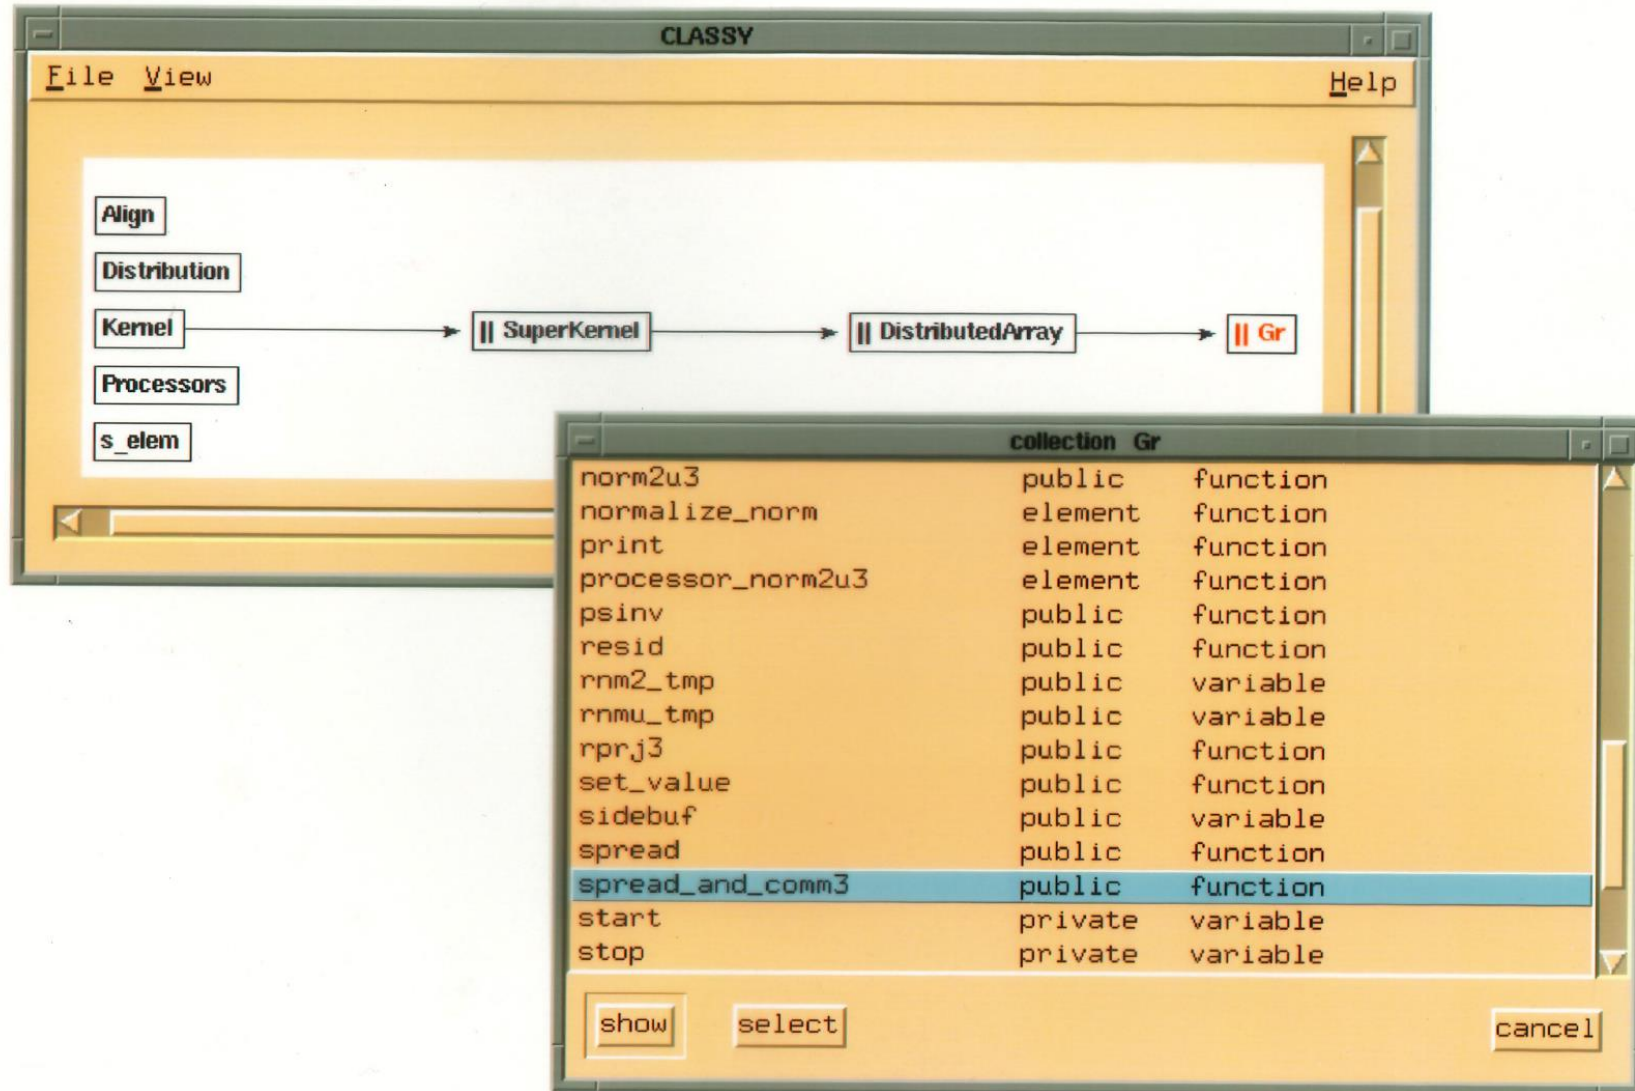 CLASSY
File View Help
Align
Distribution
Kernel || SuperKernel || DistributedArray || Gr
Processors
s_elem
collection Gr
norm2u3 public function
normalize_norm element function
print element function
processor_norm2u3 element function
psinv public function
resid public function
rnm2_tmp public variable
rnmu_tmp public variable
rprj3 public function
set_value public function
sidebuf public variable
spread public function
spread_and_comm3 public function
start private variable
stop private variable
show select cancel